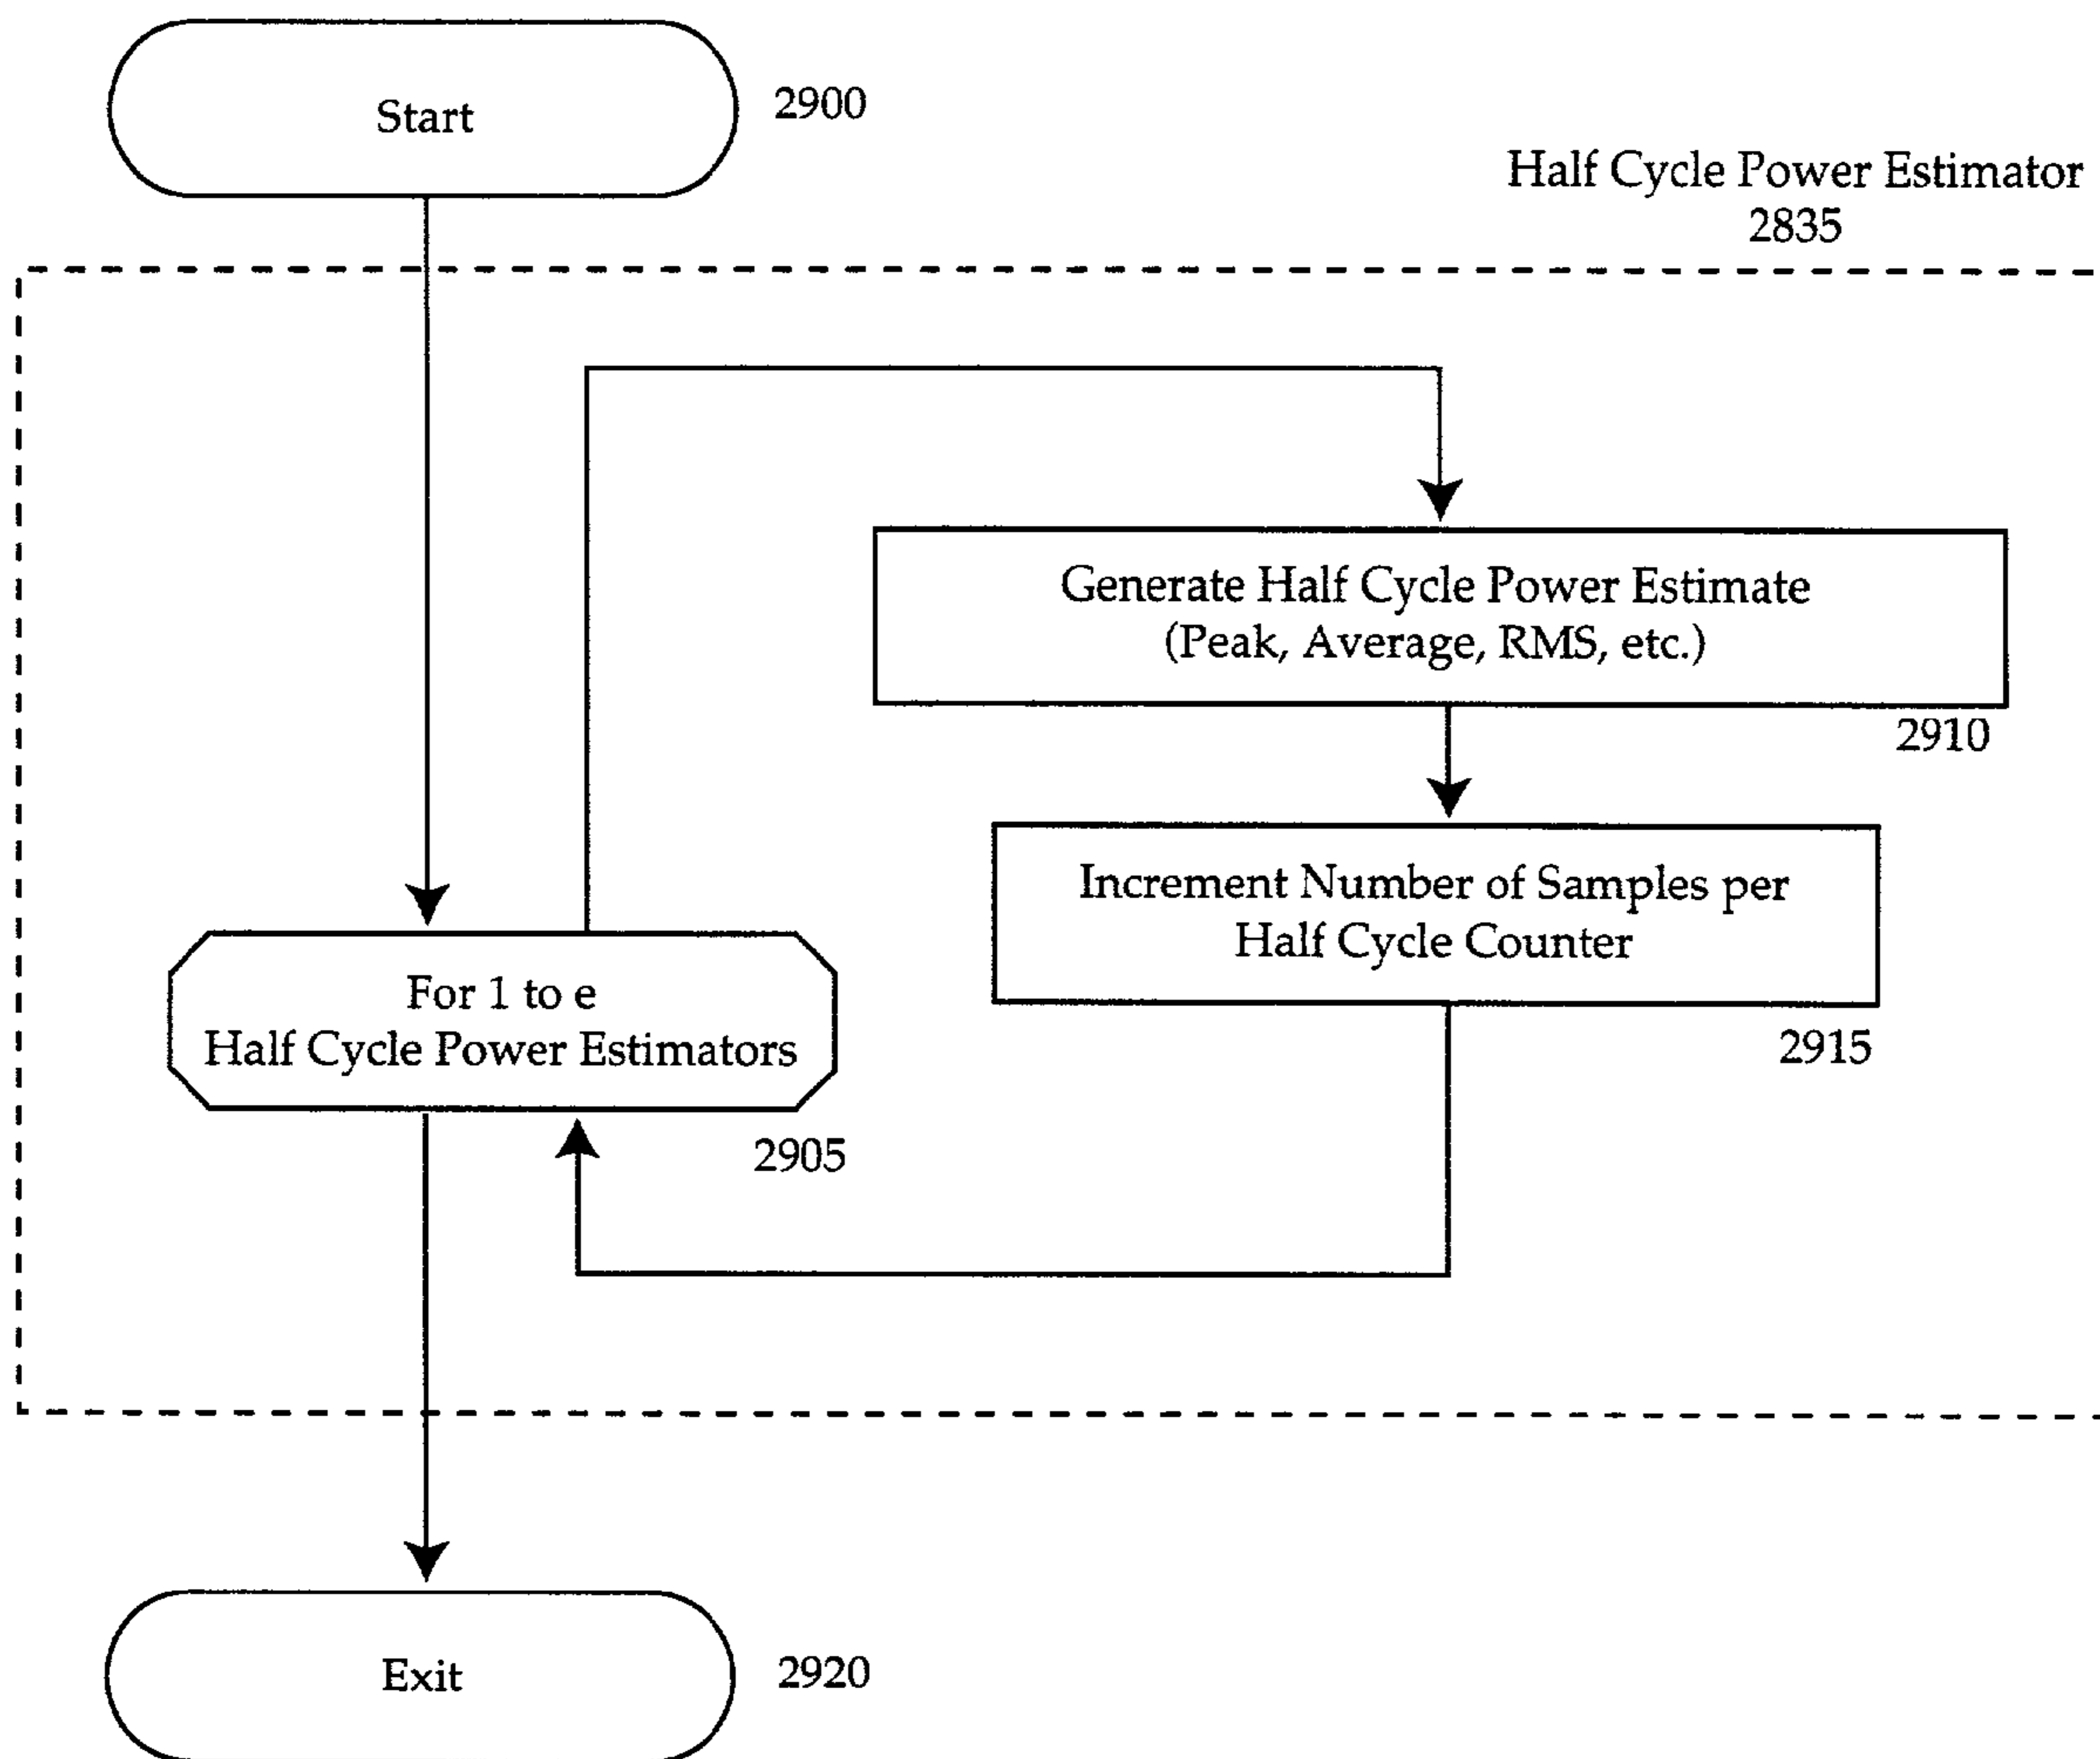 Start
2900
Half Cycle Power Estimator
2835
Generate Half Cycle Power Estimate
(Peak, Average, RMS, etc.)
2910
Increment Number of Samples per
Half Cycle Counter
2915
For 1 to e
Half Cycle Power Estimators
2905
Exit
2920